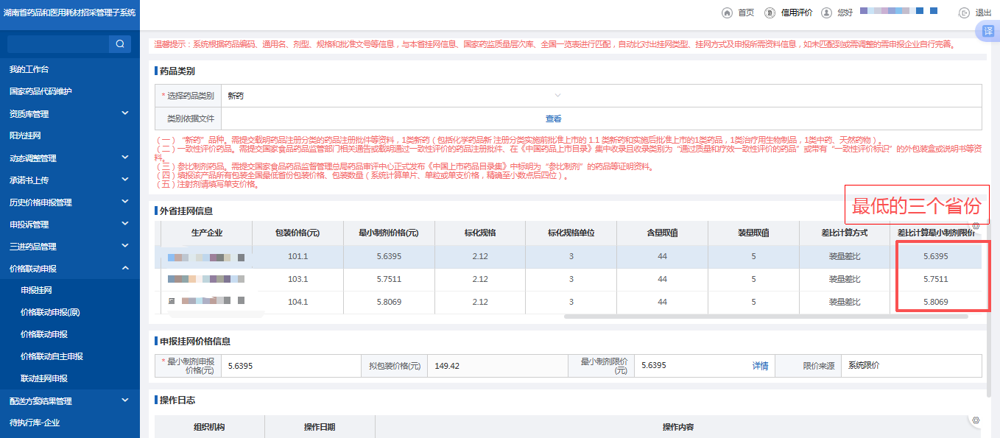 湖南省药品和医用耗材招采管理子系统
首页
信用评价
您好
退出
译
我的工作台
国家药品代码维护
资质库管理
阳光挂网
动态调整管理
承诺书上传
历史价格申报管理
申投诉管理
三进药品管理
价格联动申报
申报挂网
价格联动申报(原)
价格联动申报
价格联动自主申报
联动挂网申报
配送方案结果管理
待执行库-企业
温馨提示：系统根据药品编码、通用名、剂型、规格和批准文号等信息，与本省挂网信息、国家药监质量层次库、全国一览表进行匹配，自动比对出挂网类型、挂网方式及申报所需资料信息，如未匹配到或需调整的需申报企业自行完善。
药品类别
* 选择药品类别 新药
类别依据文件 查看
（一）“新药”品种。需提交载明药品注册分类的药品注册批件等资料，1类新药（包括化学药品新 注册分类实施前批准上市的 1.1 类新药和实施后批准上市的1类药品，1类治疗用生物制品，1类中药、天然药物）。
（二）一致性评价药品。需提交国家食品药品监管部门相关通告或载明通过一致性评价的药品注册批件、在《中国药品上市目录》集中收录且收录类别为“通过质量和疗效一致性评价的药品”或带有“一致性评价标识”的外包装盒或说明书等资
料。
（三）参比制剂药品。需提交国家食品药品监督管理总局药品审评中心正式发布《中国上市药品目录集》中标明为“参比制剂”的药品等证明资料。
（四）填报该产品所有包装全国最低省份包装价格、包装数量（系统计算单片、单粒或单支价格，精确至小数点后四位）。
（五）注射剂请填写单支价格。
最低的三个省份
外省挂网信息
生产企业 包装价格(元) 最小制剂价格(元) 标化规格 标化规格单位 含量取值 装量取值 差比计算方式 差比计算最小制剂限价
101.1 5.6395 2.12 3 44 5 装量差比 5.6395
103.1 5.7511 2.12 3 44 5 装量差比 5.7511
104.1 5.8069 2.12 3 44 5 装量差比 5.8069
申报挂网价格信息
* 最小制剂申报价格(元) 5.6395 拟包装价格(元) 149.42 最小制剂限价(元) 5.6395 详情 限价来源 系统限价
操作日志
组织机构 操作日期 操作内容